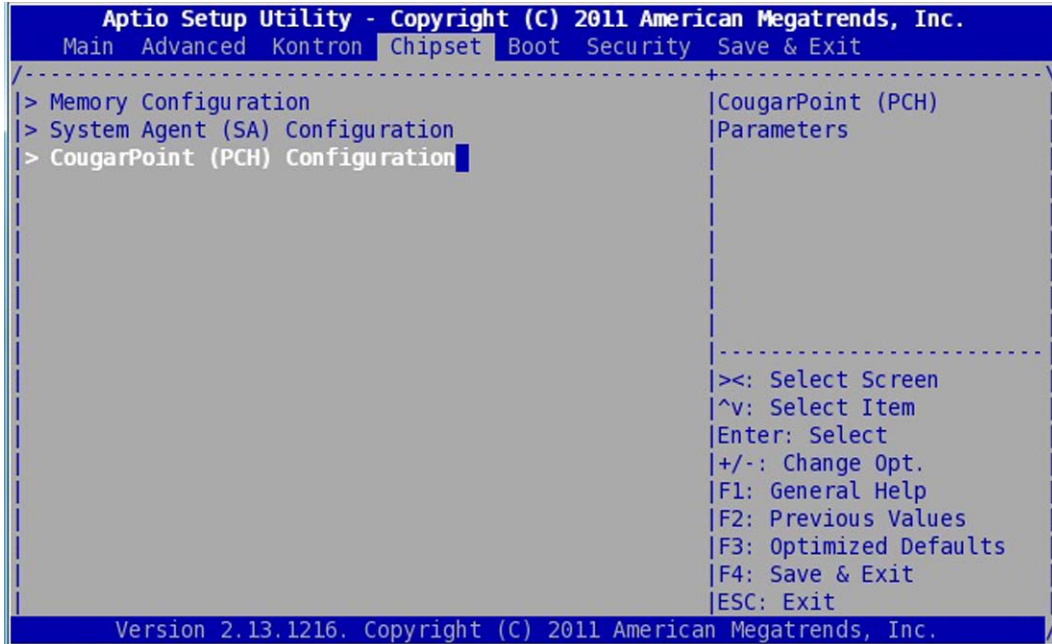 Aptio Setup Utility - Copyright (C) 2011 American Megatrends, Inc.
Main Advanced Kontron Chipset Boot Security Save & Exit
> Memory Configuration
> System Agent (SA) Configuration
> CougarPoint (PCH) Configuration
CougarPoint (PCH)
Parameters
><: Select Screen
^v: Select Item
Enter: Select
+/-: Change Opt.
F1: General Help
F2: Previous Values
F3: Optimized Defaults
F4: Save & Exit
ESC: Exit
Version 2.13.1216. Copyright (C) 2011 American Megatrends, Inc.